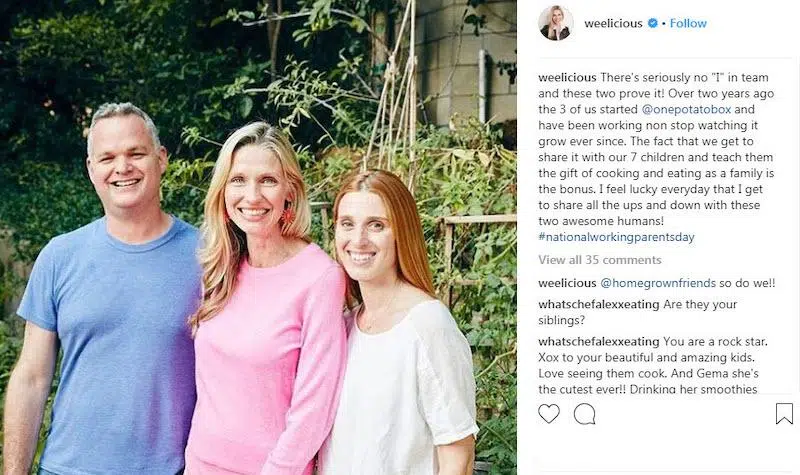 weelicious • Follow
weelicious There's seriously no "I" in team
and these two prove it! Over two years ago
the 3 of us started @onepotatobox and
have been working non stop watching it
grow ever since. The fact that we get to
share it with our 7 children and teach them
the gift of cooking and eating as a family is
the bonus. I feel lucky everyday that I get
to share all the ups and down with these
two awesome humans!
#nationalworkingparentsday
View all 35 comments
weelicious @homegrownfriends so do we!!
whatschefalexxeating Are they your
siblings?
whatschefalexxeating You are a rock star.
Xox to your beautiful and amazing kids.
Love seeing them cook. And Gema she's
the cutest ever!! Drinking her smoothies